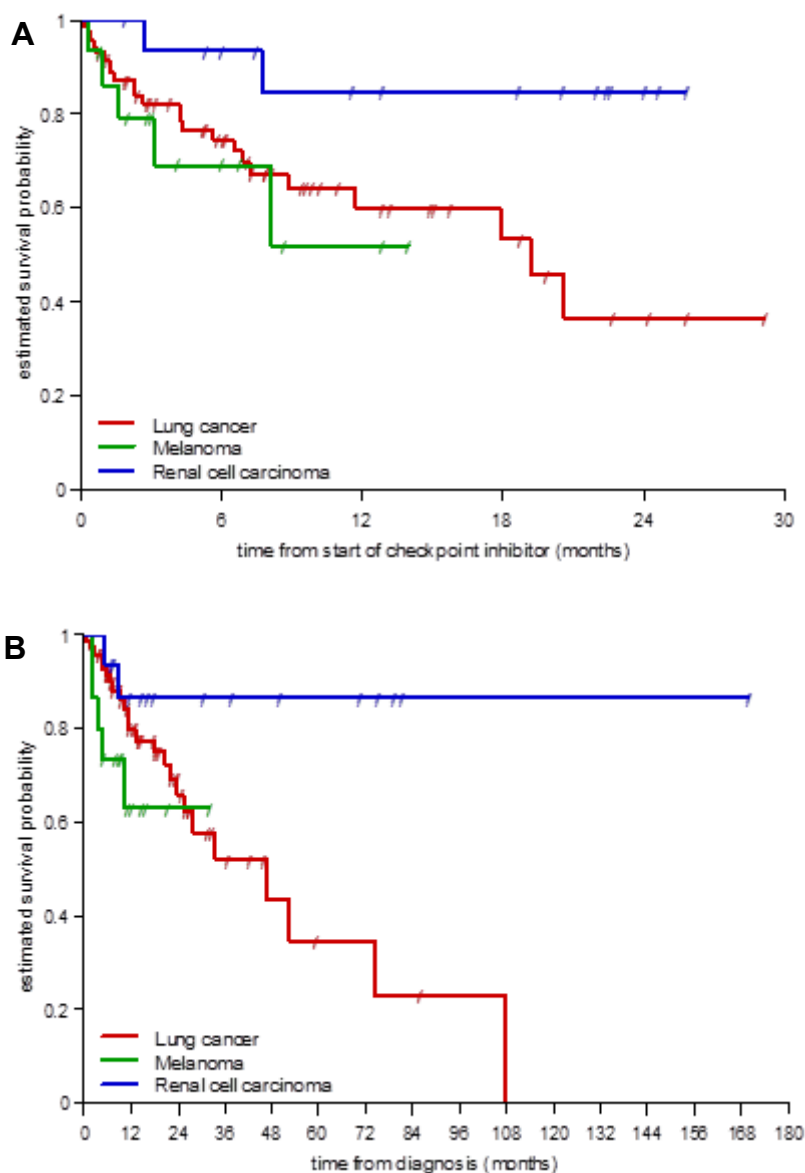 A
1
0.8
0.6
0.4
0.2
0
estimated survival probability
Lung cancer
Melanoma
Renal cell carcinoma
0 6 12 18 24 30
time from start of checkpoint inhibitor (months)
B
1
0.8
0.6
0.4
0.2
0
estimated survival probability
Lung cancer
Melanoma
Renal cell carcinoma
0 12 24 36 48 60 72 84 96 108 120 132 144 156 168 180
time from diagnosis (months)